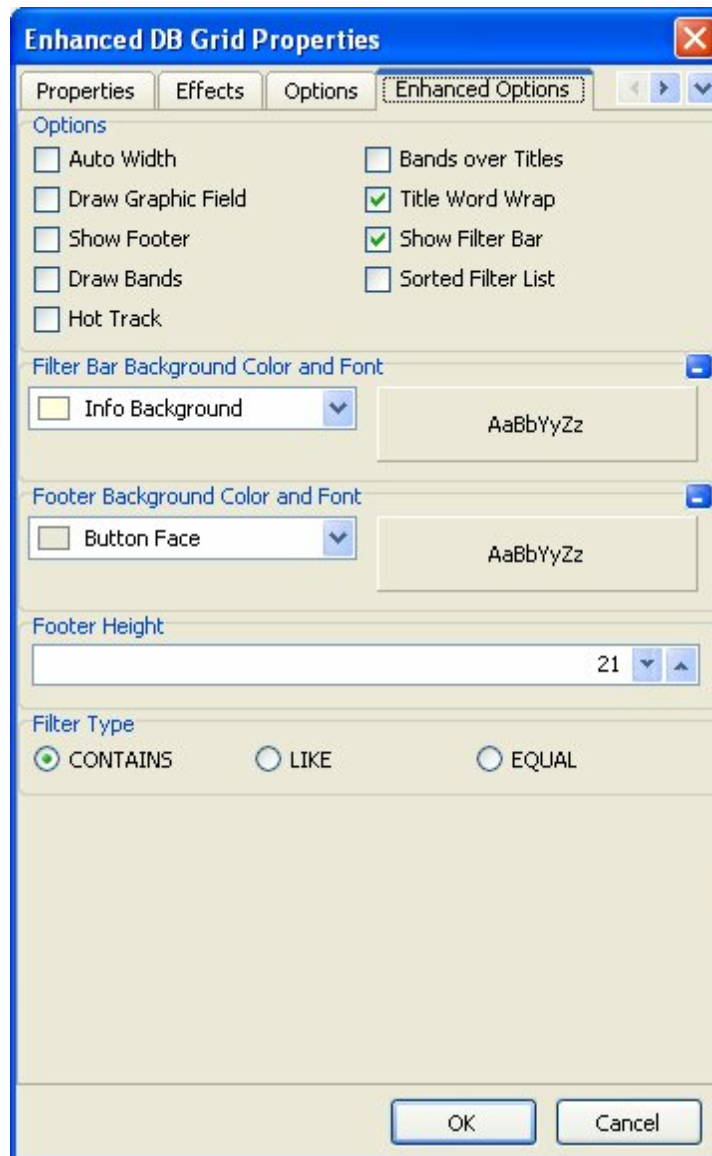 Enhanced DB Grid Properties
Properties Effects Options Enhanced Options
Options
Auto Width Bands over Titles
Draw Graphic Field Title Word Wrap
Show Footer Show Filter Bar
Draw Bands Sorted Filter List
Hot Track
Filter Bar Background Color and Font
Info Background AaBbYyZz
Footer Background Color and Font
Button Face AaBbYyZz
Footer Height
21
Filter Type
CONTAINS LIKE EQUAL
OK Cancel